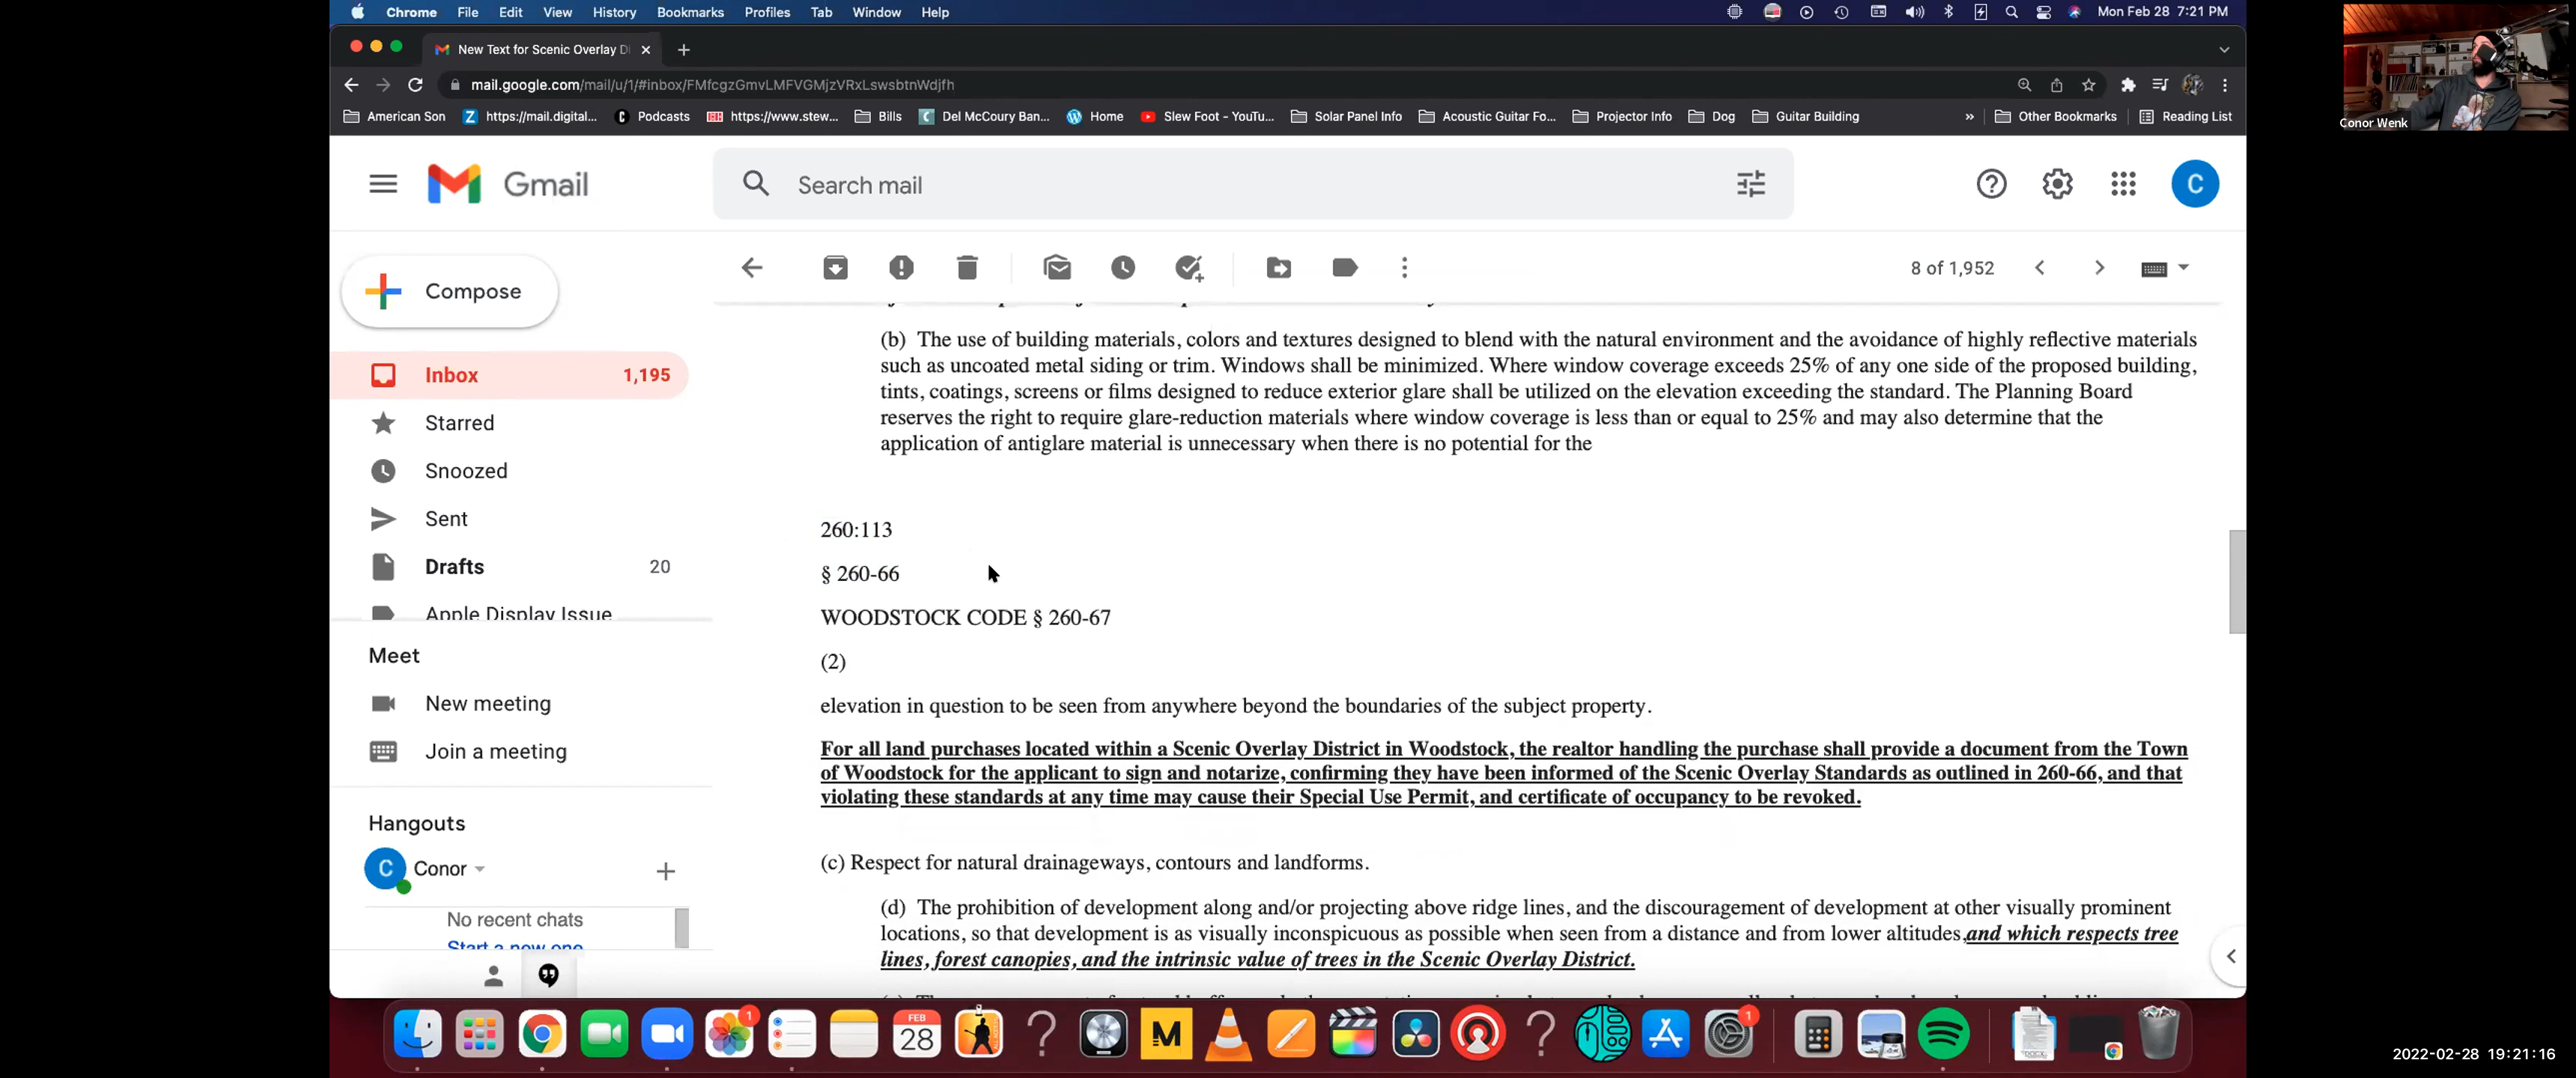 Chrome File Edit View History Bookmarks Profiles Tab Window Help Mon Feb 28 7:21 PM
New Text for Scenic Overlay Di
mail.google.com/mail/u/1/#inbox/FMfcgzGmvLMFVGMjzVRxLswsbtnWdjfh
American Son https://mail.digital... Podcasts https://www.stew... Bills Del McCoury Ban... Home Slew Foot - YouTu... Solar Panel Info Acoustic Guitar Fo... Projector Info Dog Guitar Building » Other Bookmarks Reading List
Conor Wenk
Gmail
Search mail
C
8 of 1,952
Compose
Inbox 1,195
Starred
Snoozed
Sent
Drafts 20
Apple Display Issue
Meet
New meeting
Join a meeting
Hangouts
C Conor
No recent chats
Start a new one
(b) The use of building materials, colors and textures designed to blend with the natural environment and the avoidance of highly reflective materials
such as uncoated metal siding or trim. Windows shall be minimized. Where window coverage exceeds 25% of any one side of the proposed building,
tints, coatings, screens or films designed to reduce exterior glare shall be utilized on the elevation exceeding the standard. The Planning Board
reserves the right to require glare-reduction materials where window coverage is less than or equal to 25% and may also determine that the
application of antiglare material is unnecessary when there is no potential for the
260:113
§ 260-66
WOODSTOCK CODE § 260-67
(2)
elevation in question to be seen from anywhere beyond the boundaries of the subject property.
For all land purchases located within a Scenic Overlay District in Woodstock, the realtor handling the purchase shall provide a document from the Town
of Woodstock for the applicant to sign and notarize, confirming they have been informed of the Scenic Overlay Standards as outlined in 260-66, and that
violating these standards at any time may cause their Special Use Permit, and certificate of occupancy to be revoked.
(c) Respect for natural drainageways, contours and landforms.
(d) The prohibition of development along and/or projecting above ridge lines, and the discouragement of development at other visually prominent
locations, so that development is as visually inconspicuous as possible when seen from a distance and from lower altitudes,and which respects tree
lines, forest canopies, and the intrinsic value of trees in the Scenic Overlay District.
1
FEB
28
M
1
2022-02-28 19:21:16